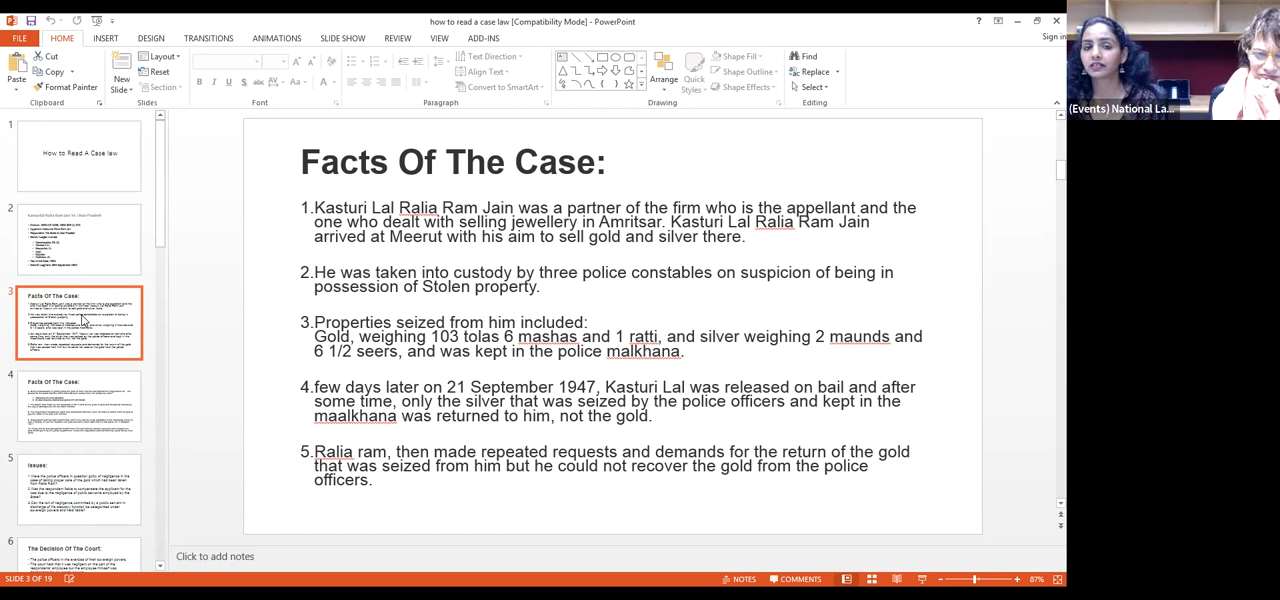 how to read a case law [Compatibility Mode] - PowerPoint
Sign in
FILE HOME INSERT DESIGN TRANSITIONS ANIMATIONS SLIDE SHOW REVIEW VIEW ADD-INS
Paste
Cut
Copy
Format Painter
Clipboard
New
Slide
Layout
Reset
Section
Slides
B I U S abc AV Aa A
Font
Text Direction
Align Text
Convert to SmartArt
Paragraph
Arrange
Quick
Styles
Shape Fill
Shape Outline
Shape Effects
Drawing
Find
Replace
Select
Editing
(Events) National La...
1
How to Read A Case law
2
3
Facts Of The Case:
4
Facts Of The Case:
5
Issues:
6
The Decision Of The Court:
Facts Of The Case:
1.Kasturi Lal Ralia Ram Jain was a partner of the firm who is the appellant and the
one who dealt with selling jewellery in Amritsar. Kasturi Lal Ralia Ram Jain
arrived at Meerut with his aim to sell gold and silver there.
2.He was taken into custody by three police constables on suspicion of being in
possession of Stolen property.
3.Properties seized from him included:
Gold, weighing 103 tolas 6 mashas and 1 ratti, and silver weighing 2 maunds and
6 1/2 seers, and was kept in the police malkhana.
4.few days later on 21 September 1947, Kasturi Lal was released on bail and after
some time, only the silver that was seized by the police officers and kept in the
maalkhana was returned to him, not the gold.
5.Ralia ram, then made repeated requests and demands for the return of the gold
that was seized from him but he could not recover the gold from the police
officers.
Click to add notes
SLIDE 3 OF 19
NOTES
COMMENTS
87%